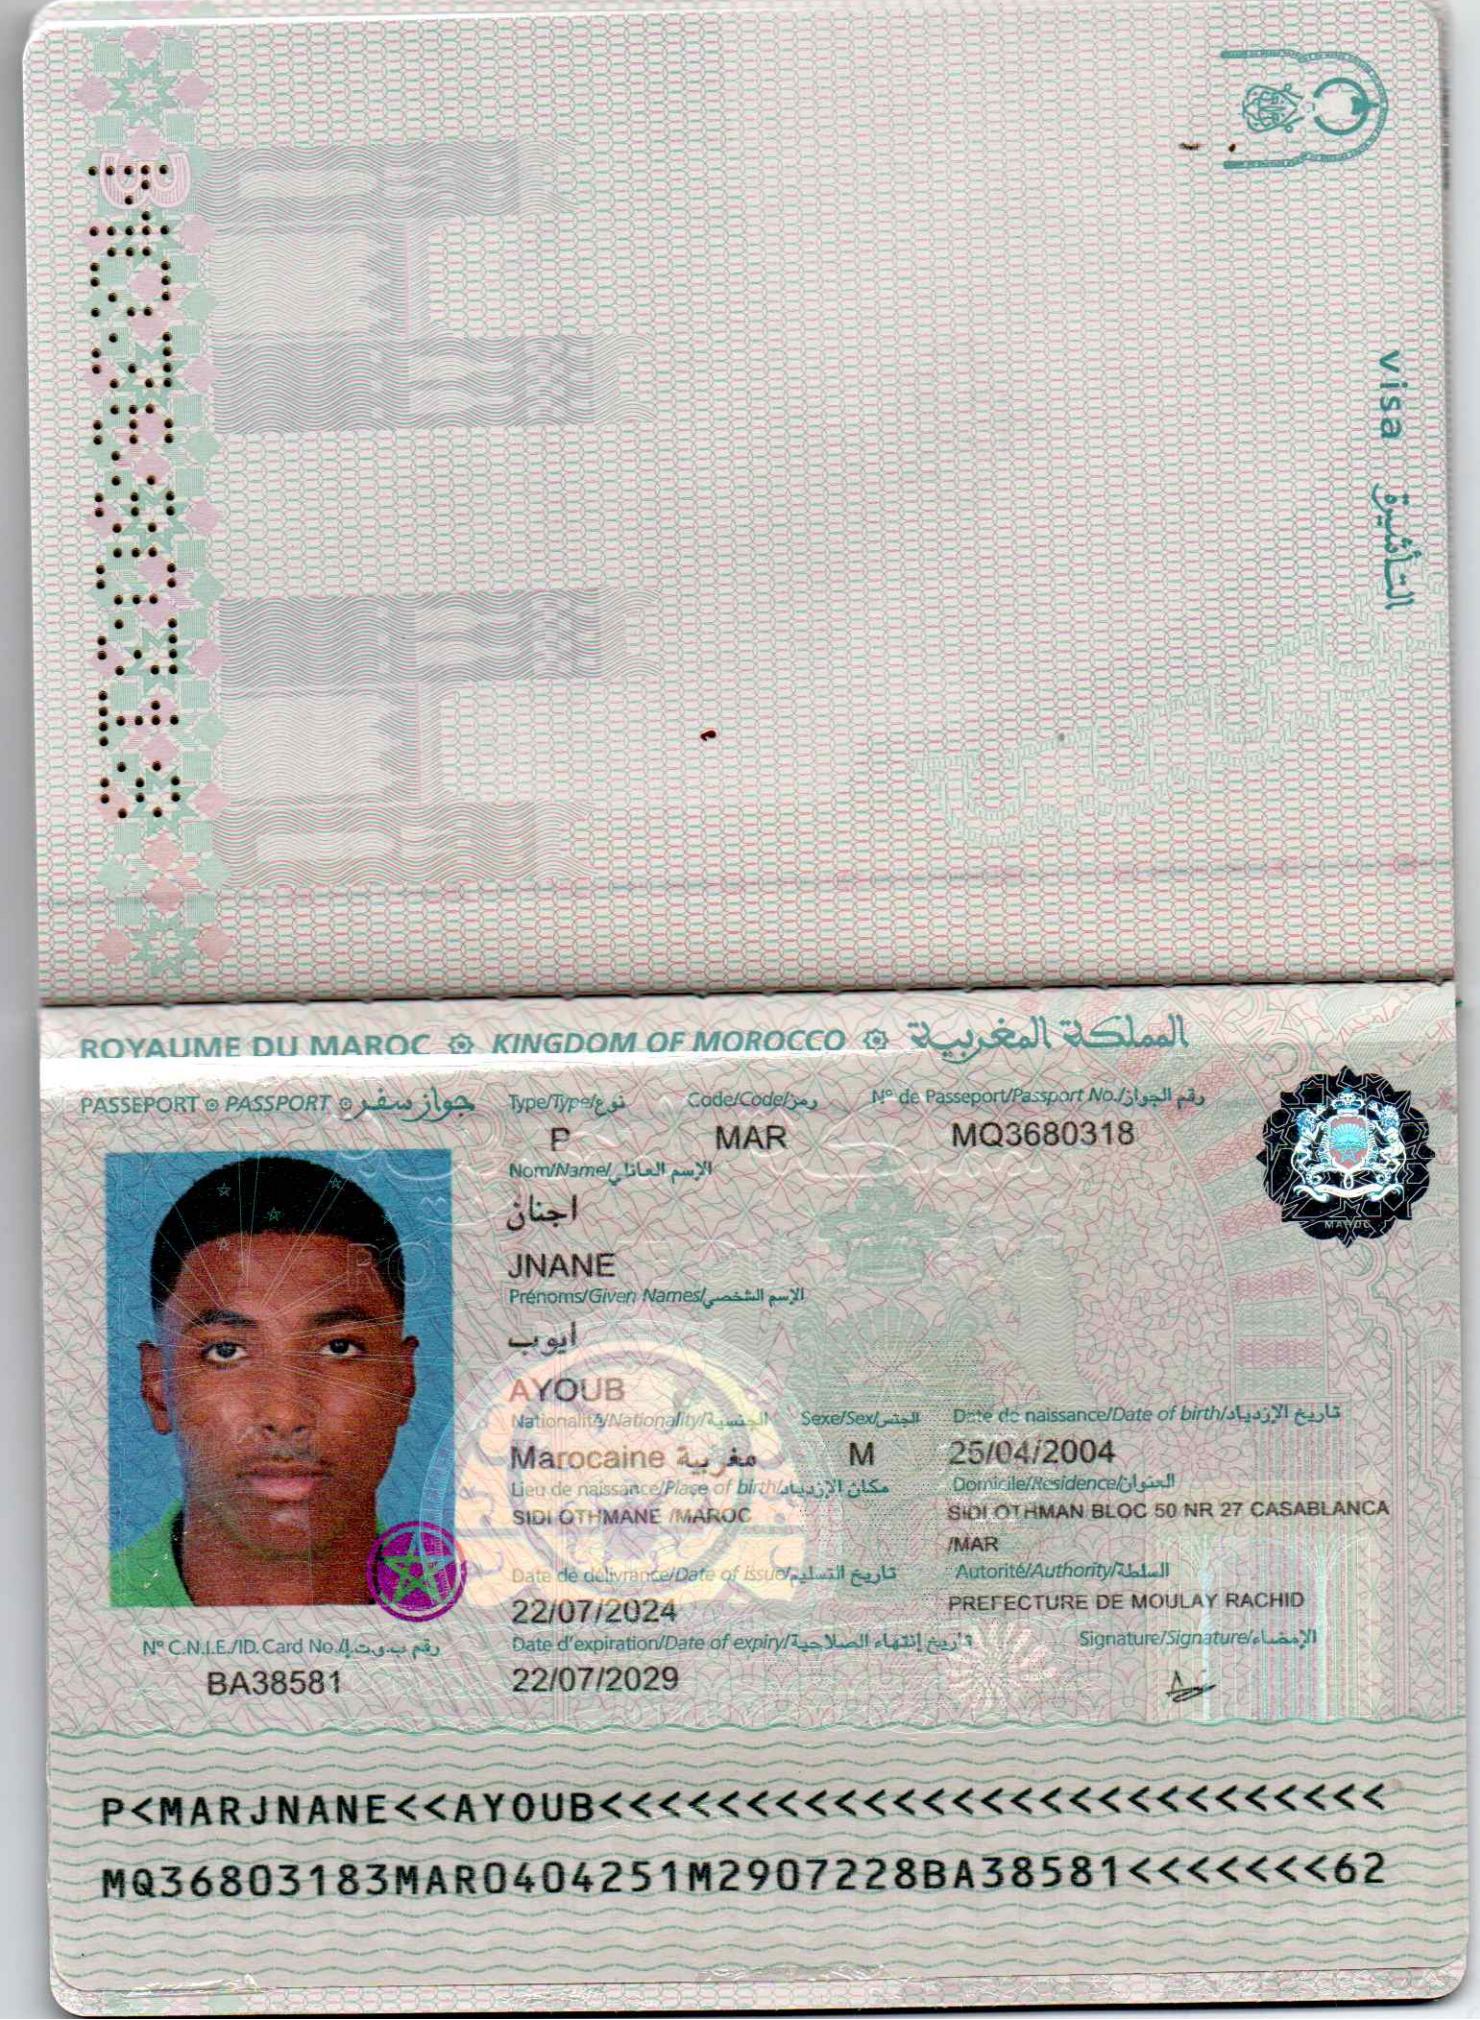 visa التأشيرة
ROYAUME DU MAROC KINGDOM OF MOROCCO المملكة المغربية
PASSEPORT PASSPORT جواز سفر
Type/Type/نوع Code/Code/رمز N° de Passeport/Passport No./رقم الجواز
P MAR MQ3680318
Nom/Name/الإسم العائلي
اجنان
JNANE
Prénoms/Given Names/الإسم الشخصي
ايوب
AYOUB
Nationalité/Nationality/الجنسية Sexe/Sex/الجنس Date de naissance/Date of birth/تاريخ الازدياد
Marocaine مغربية M 25/04/2004
Lieu de naissance/Place of birth/مكان الازدياد Domicile/Residence/العنوان
SIDI OTHMANE /MAROC SIDI OTHMAN BLOC 50 NR 27 CASABLANCA
/MAR
Date de délivrance/Date of issue/تاريخ التسليم Autorité/Authority/السلطة
22/07/2024 PREFECTURE DE MOULAY RACHID
N° C.N.I.E./ID. Card No./رقم ب.و.ت.إ Date d'expiration/Date of expiry/تاريخ إنتهاء الصلاحية Signature/Signature/الإمضاء
BA38581 22/07/2029
MAROC
P<MARJNANE<<AYOUB<<<<<<<<<<<<<<<<<<<<<<<<<<<
MQ36803183MAR0404251M2907228BA38581<<<<<<<62